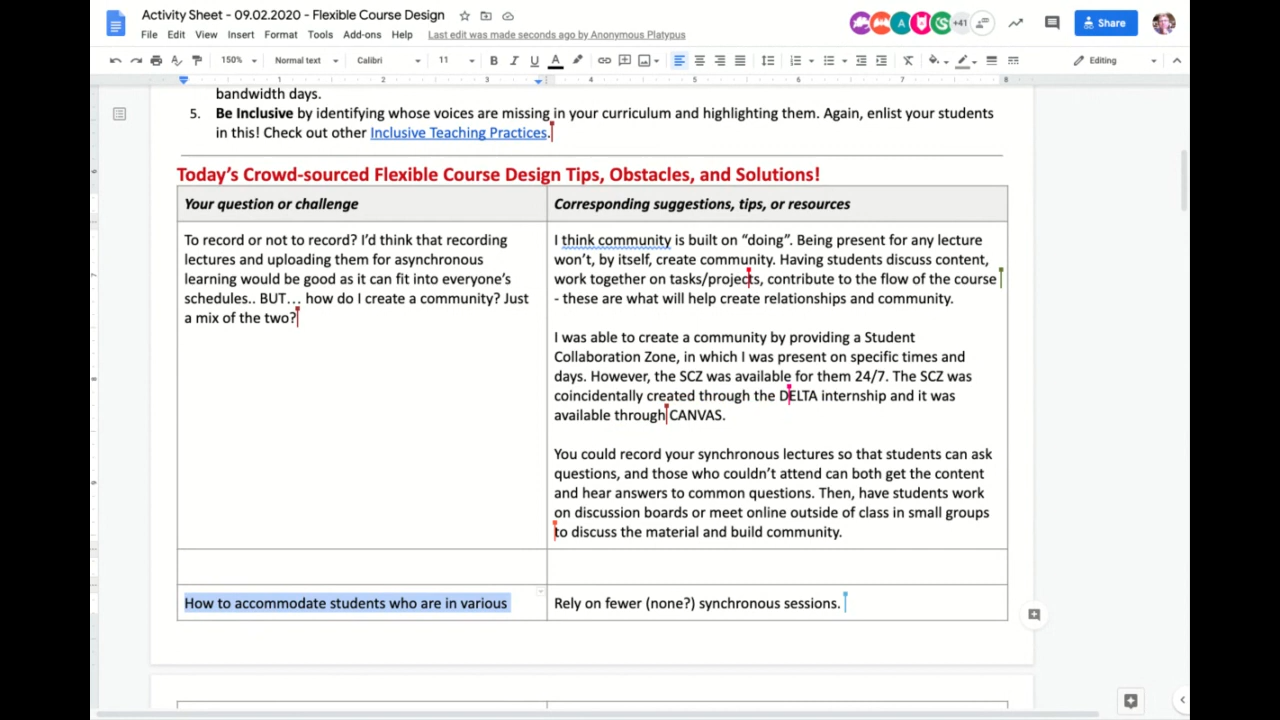 Activity Sheet - 09.02.2020 - Flexible Course Design
File Edit View Insert Format Tools Add-ons Help Last edit was made seconds ago by Anonymous Platypus
A +41 Share
150% Normal text Calibri 11 B I U A Editing
1 2 3 4 5 6 7 8
bandwidth days.
5. Be Inclusive by identifying whose voices are missing in your curriculum and highlighting them. Again, enlist your students
in this! Check out other Inclusive Teaching Practices.
Today's Crowd-sourced Flexible Course Design Tips, Obstacles, and Solutions!
Your question or challenge
Corresponding suggestions, tips, or resources
To record or not to record? I'd think that recording
lectures and uploading them for asynchronous
learning would be good as it can fit into everyone's
schedules.. BUT... how do I create a community? Just
a mix of the two?
I think community is built on “doing”. Being present for any lecture
won't, by itself, create community. Having students discuss content,
work together on tasks/projects, contribute to the flow of the course
- these are what will help create relationships and community.
I was able to create a community by providing a Student
Collaboration Zone, in which I was present on specific times and
days. However, the SCZ was available for them 24/7. The SCZ was
coincidentally created through the DELTA internship and it was
available through CANVAS.
You could record your synchronous lectures so that students can ask
questions, and those who couldn't attend can both get the content
and hear answers to common questions. Then, have students work
on discussion boards or meet online outside of class in small groups
to discuss the material and build community.
How to accommodate students who are in various
Rely on fewer (none?) synchronous sessions.